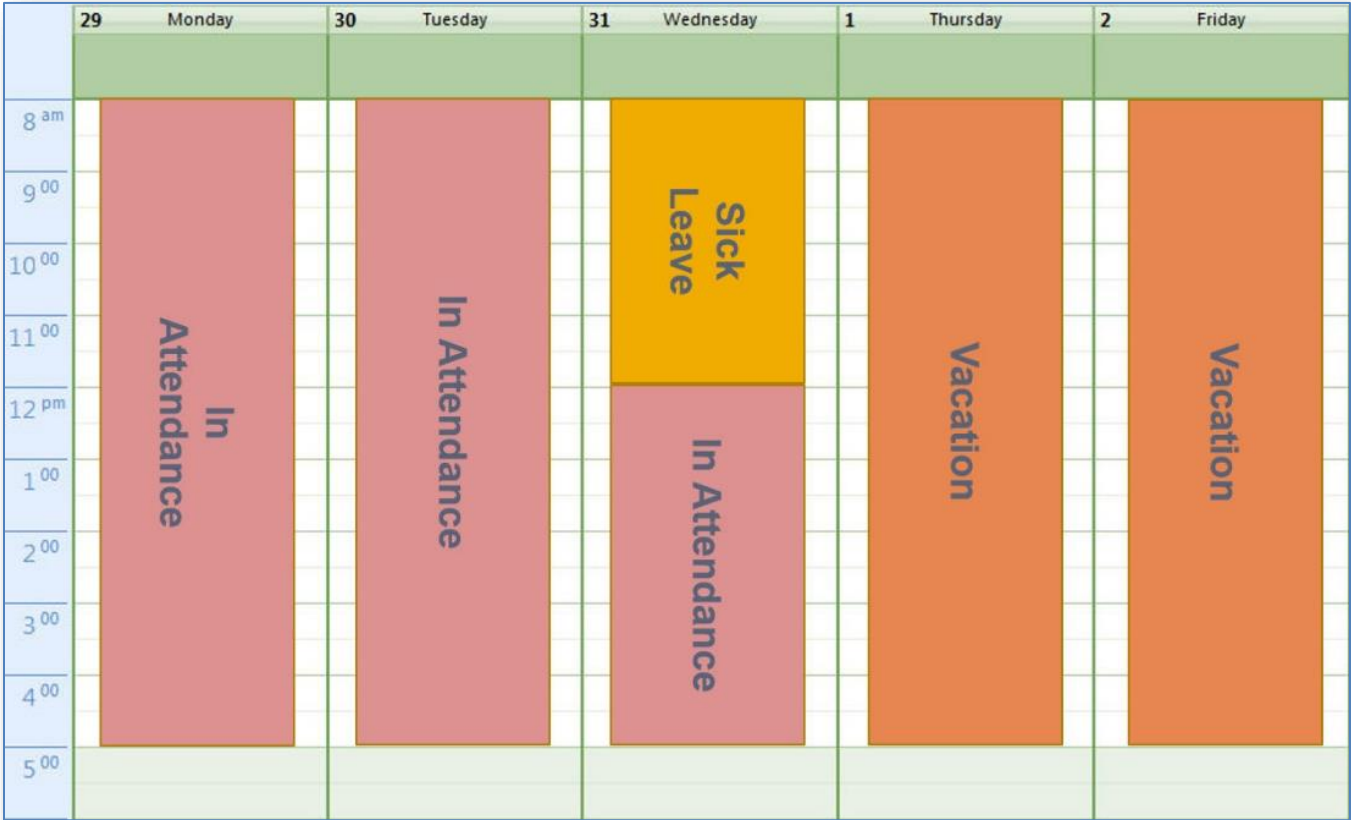 29 Monday 30 Tuesday 31 Wednesday 1 Thursday 2 Friday
8 am
9 00
10 00
11 00
12 pm
1 00
2 00
3 00
4 00
5 00
In
Attendance
In Attendance
Sick
Leave
In Attendance
Vacation
Vacation